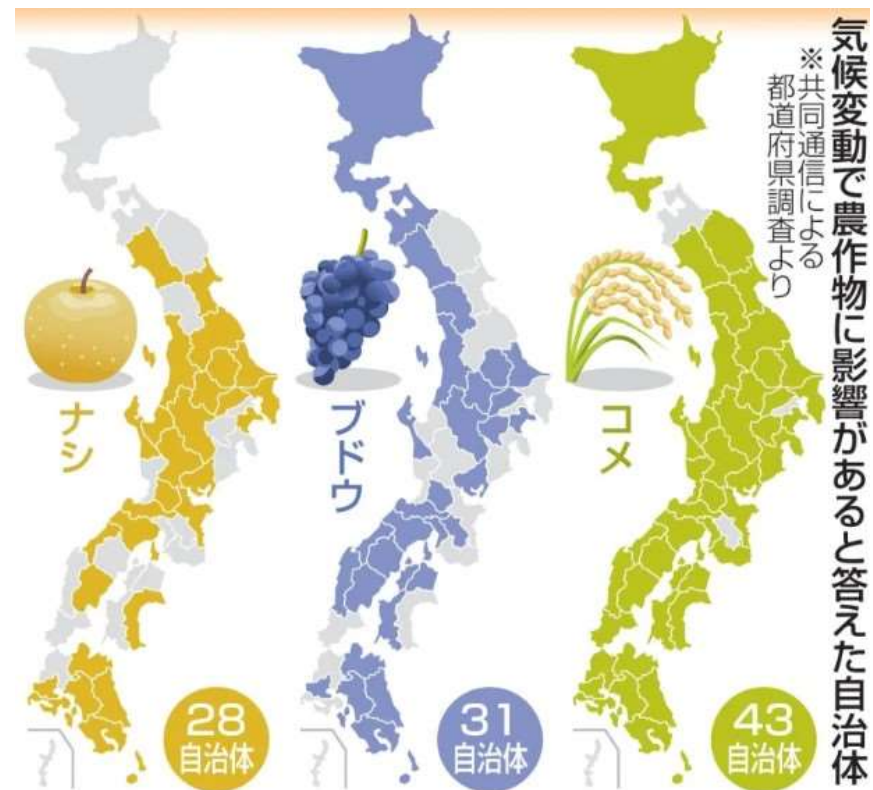 気候変動で農作物に影響があると答えた自治体
※共同通信による
都道府県調査より
コメ
43
自治体
ブドウ
31
自治体
ナシ
28
自治体